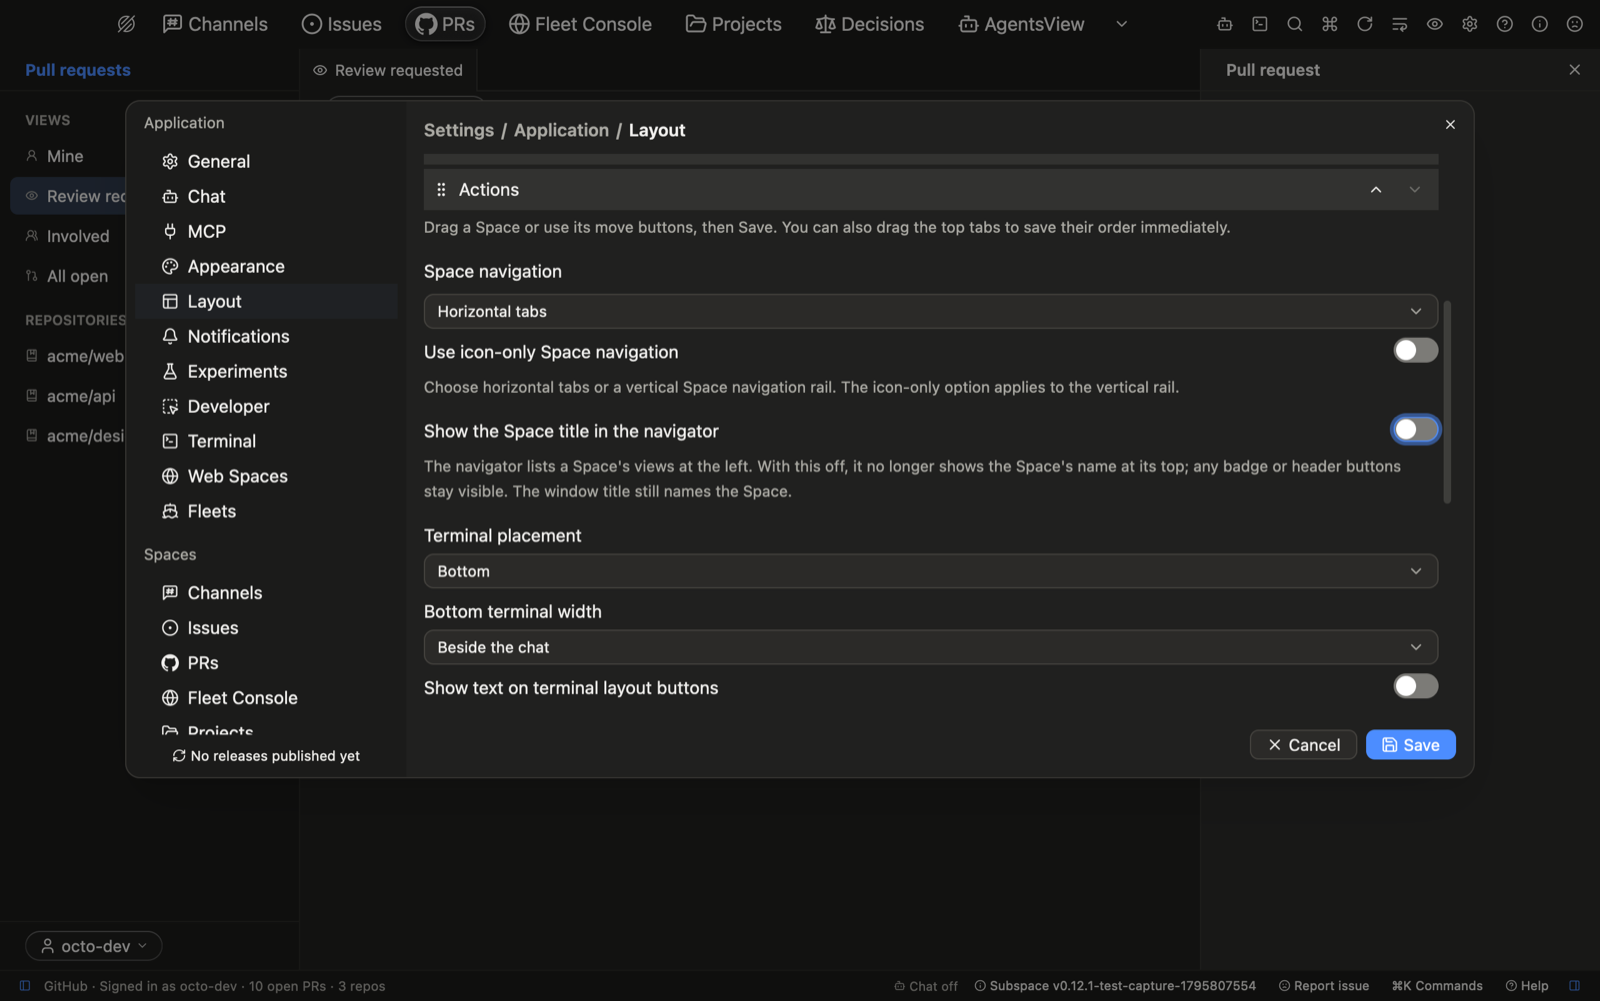 Channels
Issues
PRs
Fleet Console
Projects
Decisions
AgentsView
Pull requests
Review requested
Pull request
VIEWS
Mine
Review req
Involved
All open
REPOSITORIES
acme/web
acme/api
acme/desi
Application
General
Chat
MCP
Appearance
Layout
Notifications
Experiments
Developer
Terminal
Web Spaces
Fleets
Spaces
Channels
Issues
PRs
Fleet Console
Projects
No releases published yet
Settings / Application / Layout
Actions
Drag a Space or use its move buttons, then Save. You can also drag the top tabs to save their order immediately.
Space navigation
Horizontal tabs
Use icon-only Space navigation
Choose horizontal tabs or a vertical Space navigation rail. The icon-only option applies to the vertical rail.
Show the Space title in the navigator
The navigator lists a Space's views at the left. With this off, it no longer shows the Space's name at its top; any badge or header buttons
stay visible. The window title still names the Space.
Terminal placement
Bottom
Bottom terminal width
Beside the chat
Show text on terminal layout buttons
Cancel
Save
octo-dev
GitHub · Signed in as octo-dev · 10 open PRs · 3 repos
Chat off
Subspace v0.12.1-test-capture-1795807554
Report issue
⌘K Commands
Help